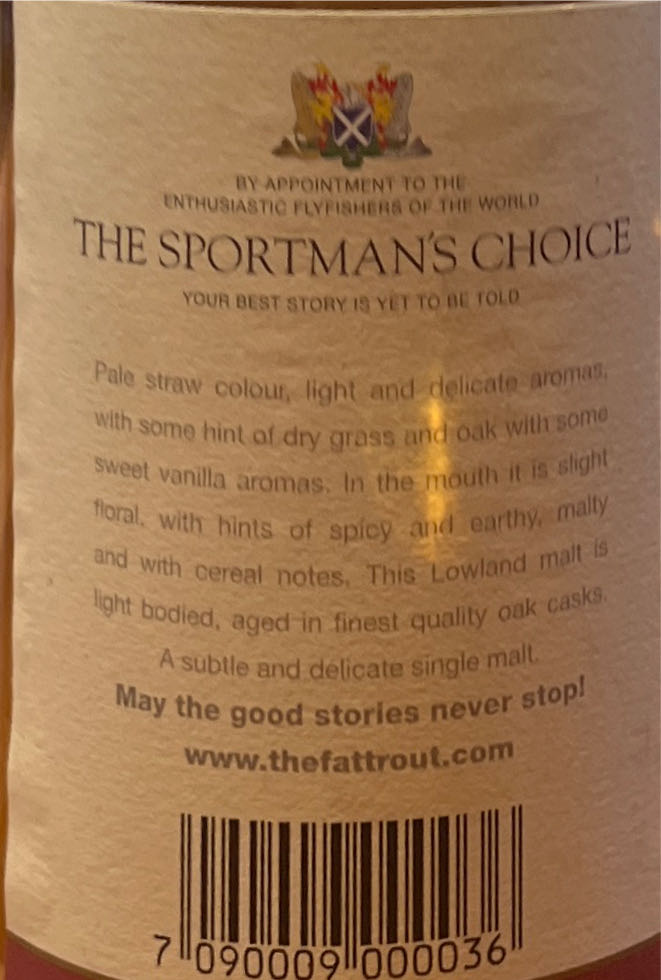 BY APPOINTMENT TO THE
ENTHUSIASTIC FLYFISHERS OF THE WORLD
THE SPORTMAN'S CHOICE
YOUR BEST STORY IS YET TO BE TOLD
Pale straw colour, light and delicate aromas,
with some hint of dry grass and oak with some
sweet vanilla aromas. In the mouth it is slight
floral, with hints of spicy and earthy, malty
and with cereal notes. This Lowland malt is
light bodied, aged in finest quality oak casks.
A subtle and delicate single malt.
May the good stories never stop!
www.thefattrout.com
7 090009 000036